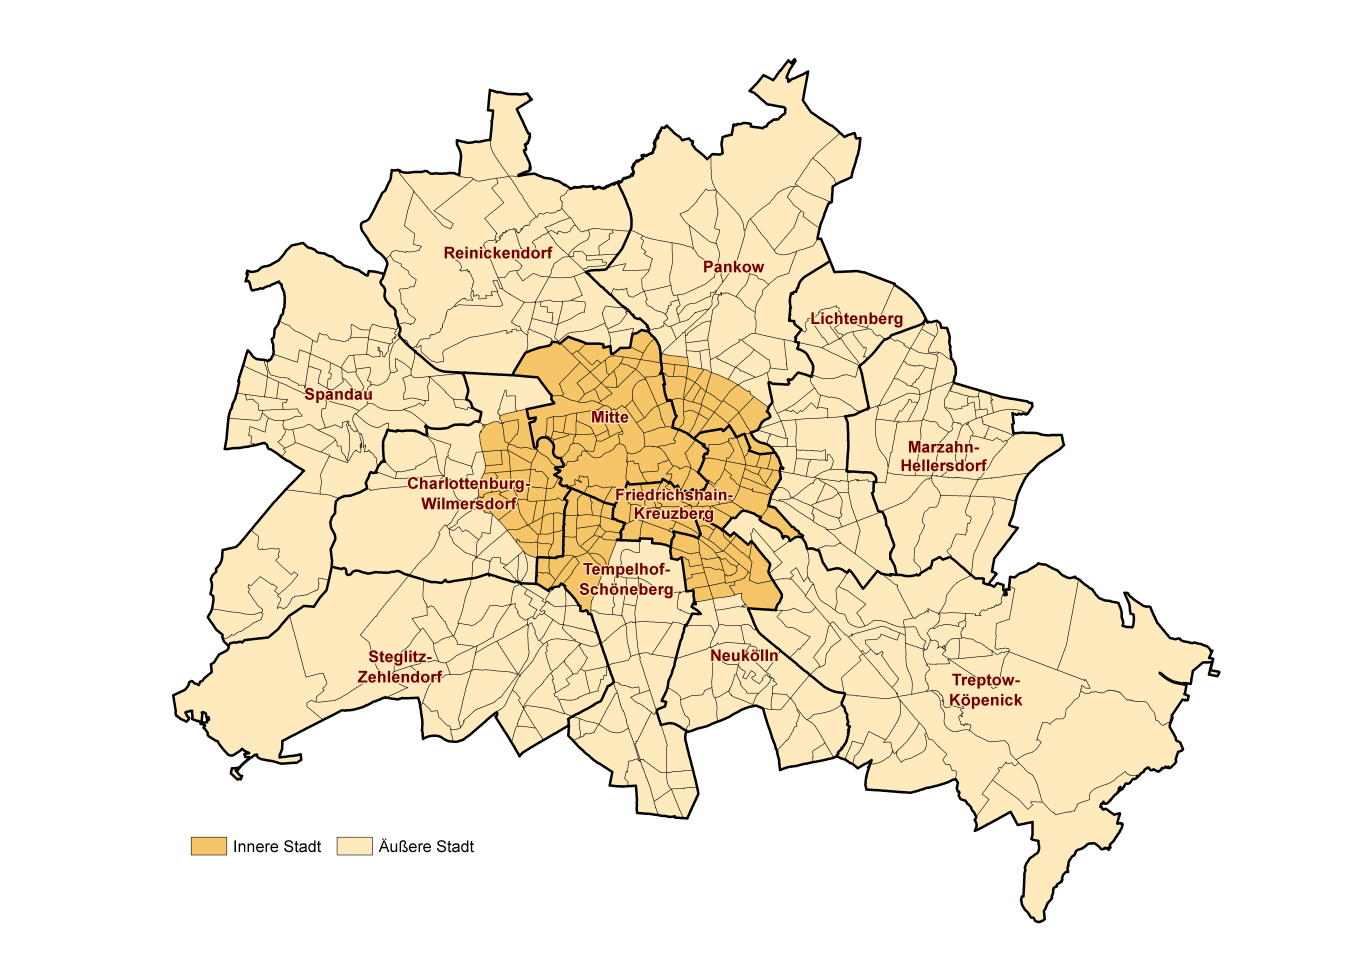 Reinickendorf
Pankow
Lichtenberg
Spandau
Mitte
Marzahn-
Hellersdorf
Charlottenburg-
Wilmersdorf
Friedrichshain-
Kreuzberg
Tempelhof-
Schöneberg
Steglitz-
Zehlendorf
Neukölln
Treptow-
Köpenick
Innere Stadt
Äußere Stadt